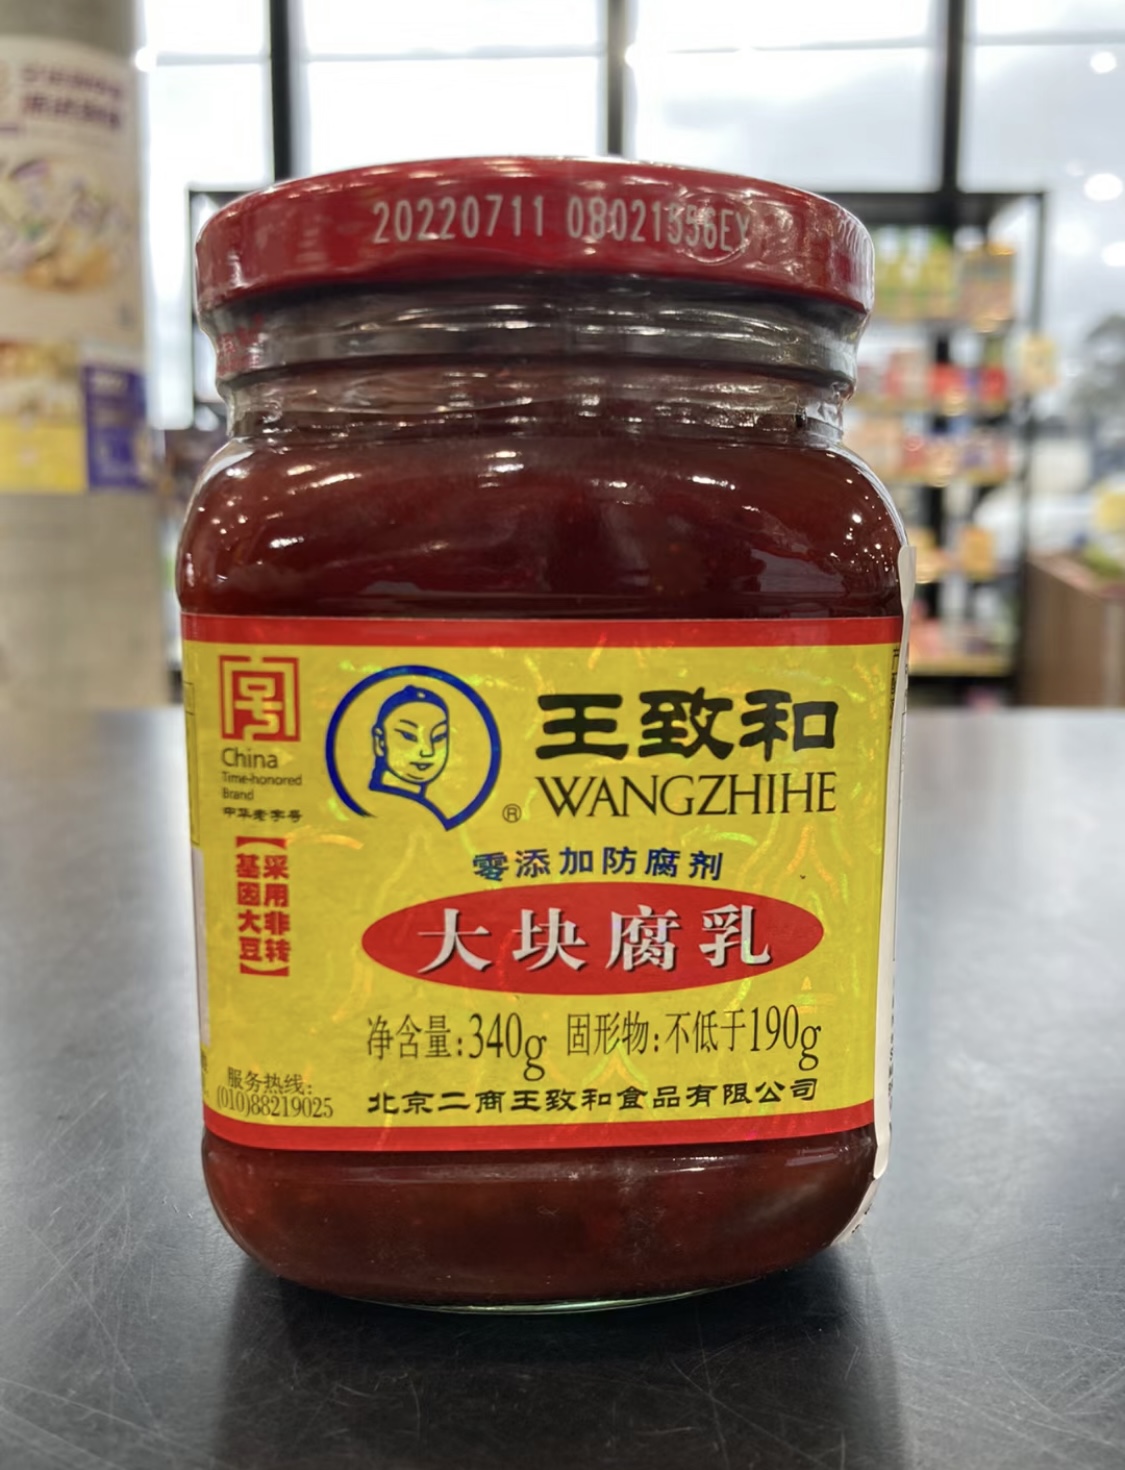 20220711 08021356EY
China
Time-honored
Brand
中华老字号
王致和
WANGZHIHE
®
零添加防腐剂
大块腐乳
【采用非转
基因大豆】
净含量:340g 固形物:不低于190g
服务热线:
(010)88219025
北京二商王致和食品有限公司